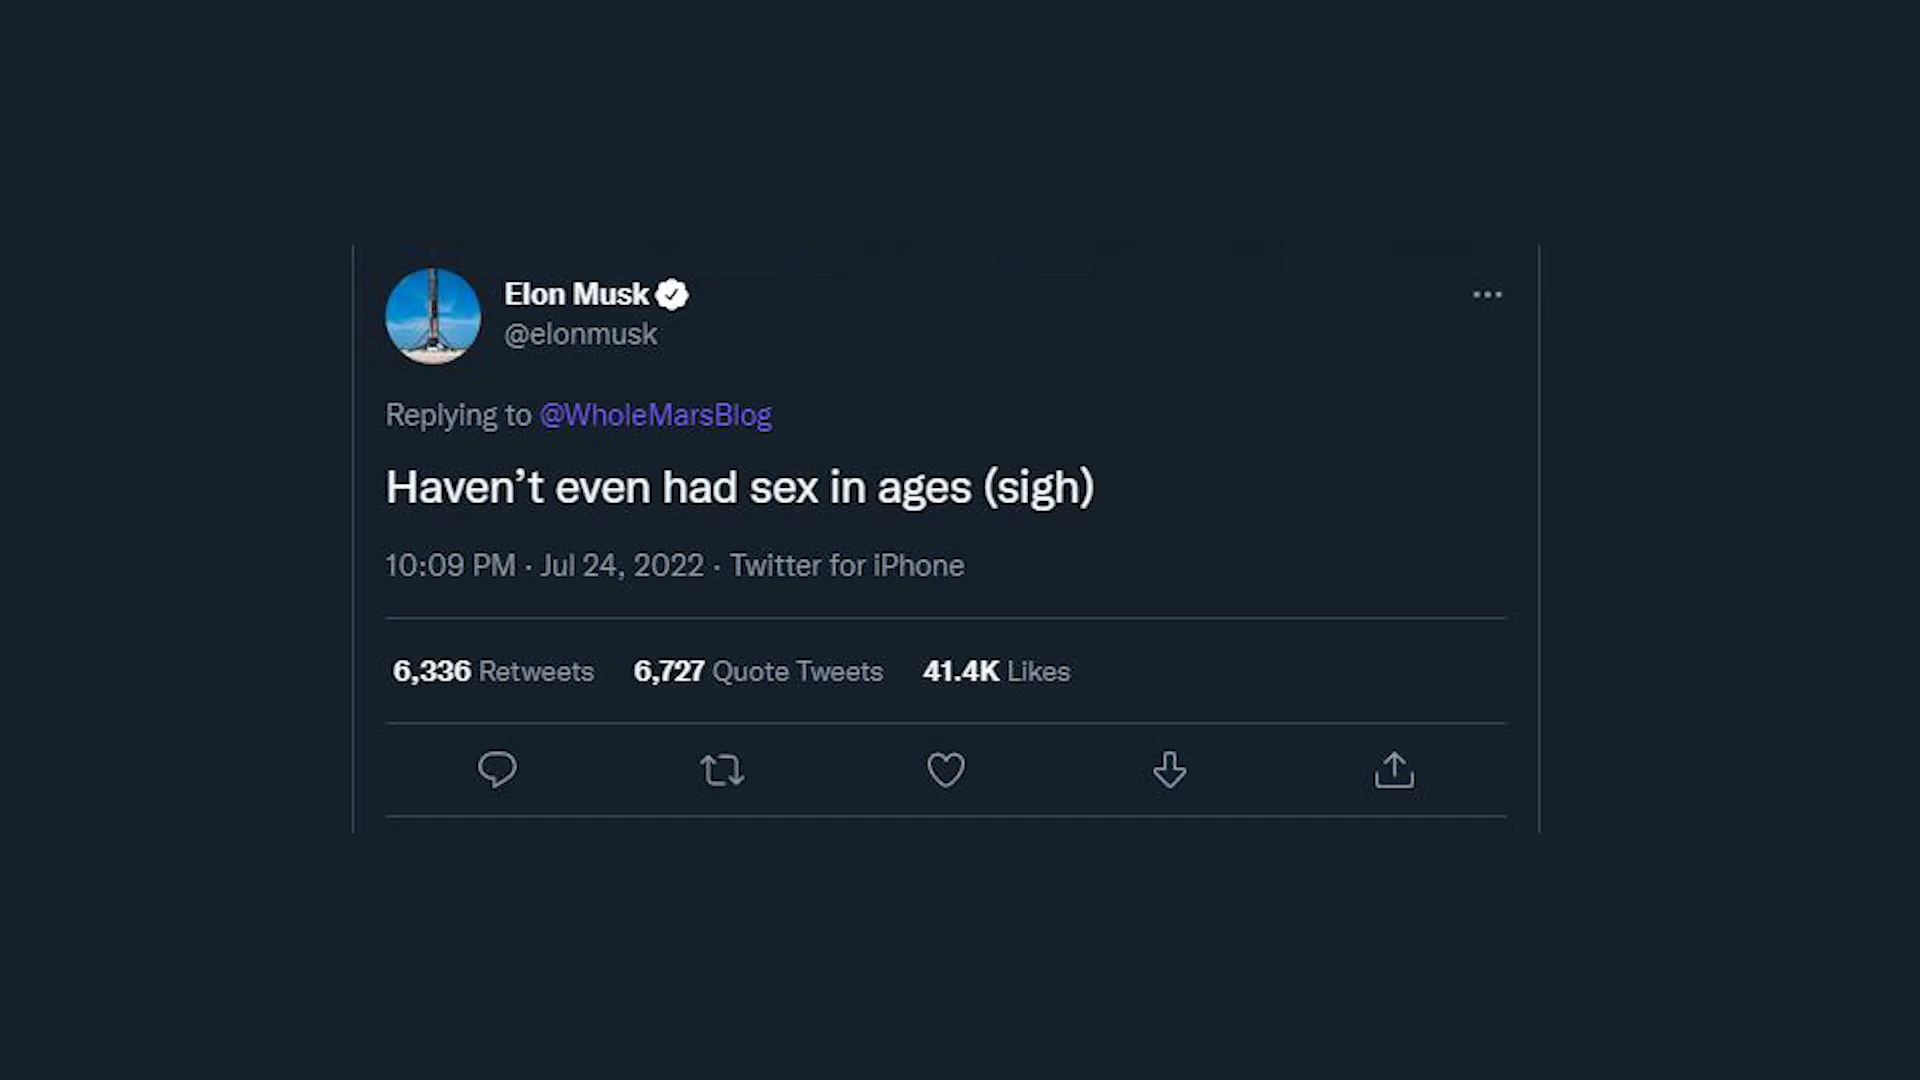 Elon Musk
@elonmusk
Replying to @WholeMarsBlog
Haven’t even had sex in ages (sigh)
10:09 PM · Jul 24, 2022 · Twitter for iPhone
6,336 Retweets 6,727 Quote Tweets 41.4K Likes